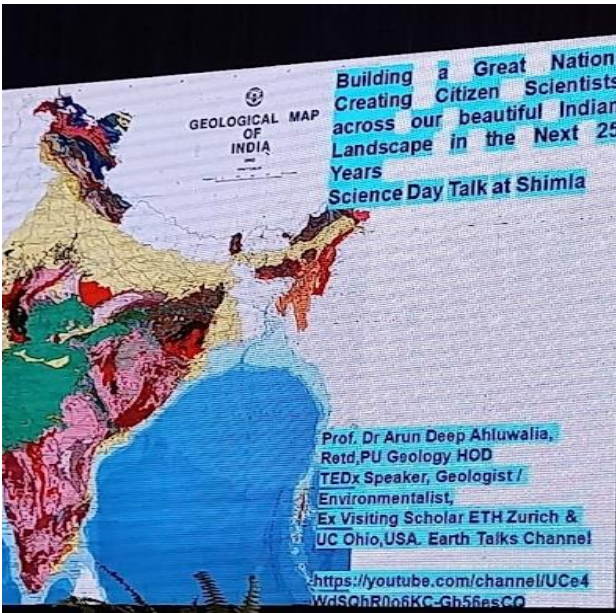 GEOLOGICAL MAP
OF
INDIA
Building a Great Nation
Creating Citizen Scientists
across our beautiful Indian
Landscape in the Next 25
Years
Science Day Talk at Shimla
Prof. Dr Arun Deep Ahluwalia,
Retd,PU Geology HOD
TEDx Speaker, Geologist /
Environmentalist,
Ex Visiting Scholar ETH Zurich &
UC Ohio,USA. Earth Talks Channel
https://youtube.com/channel/UCe4